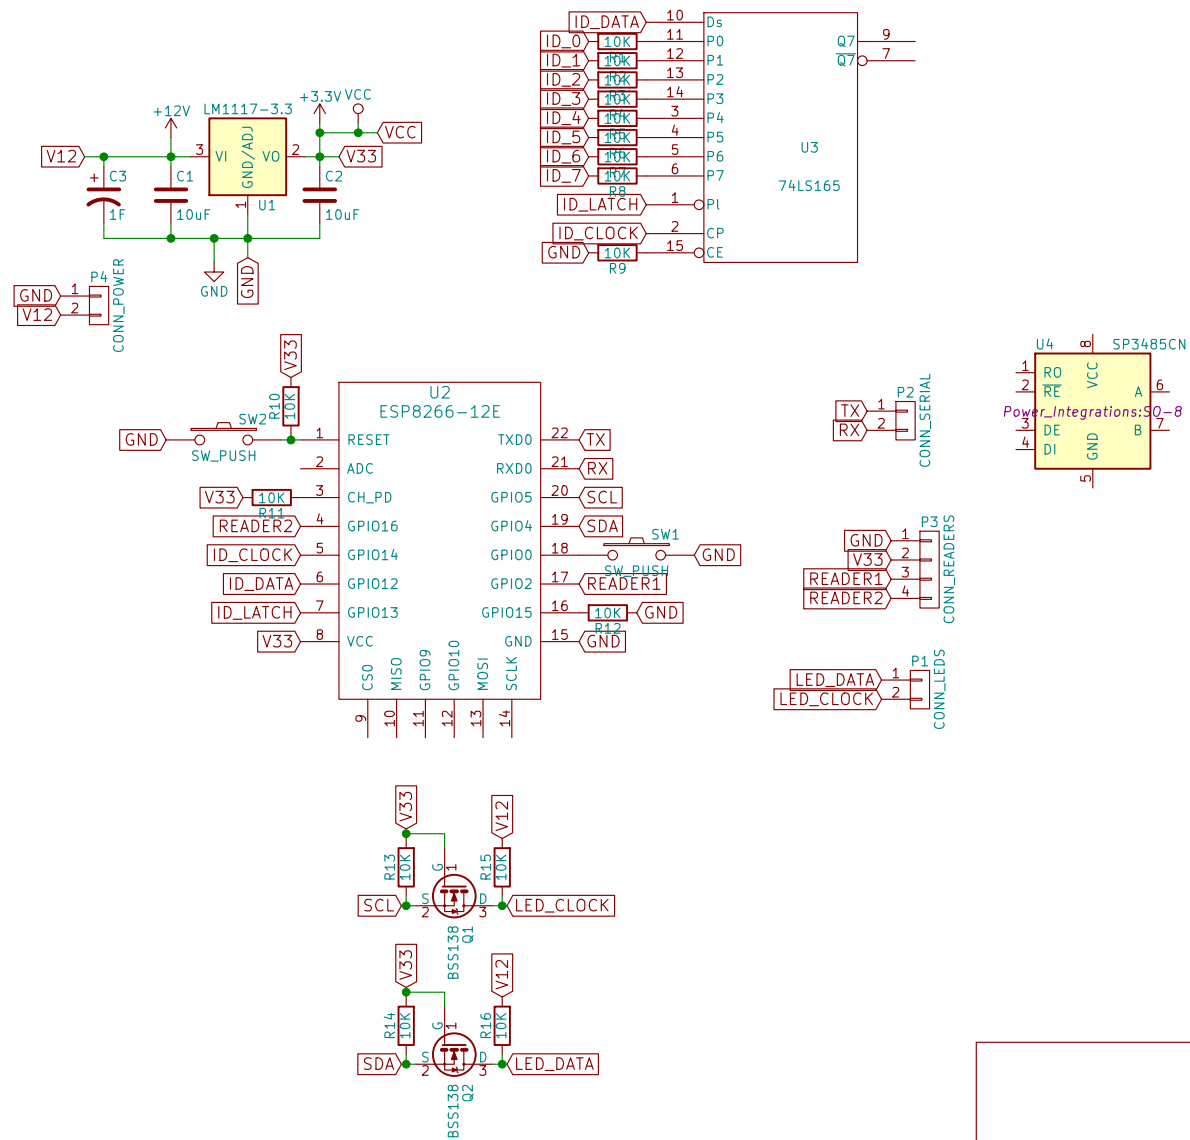 +12V
LM1117-3.3
+3.3V
VCC
VCC
V12
3
VI
GND/ADJ
VO
2
V33
1
U1
+
C3
1F
C1
10uF
C2
10uF
GND
GND
P4
GND
1
V12
2
CONN_POWER
ID_DATA
10
Ds
ID_0
10K
11
P0
R1
ID_1
10K
12
P1
R2
ID_2
10K
13
P2
R3
ID_3
10K
14
P3
R4
ID_4
10K
3
P4
R5
ID_5
10K
4
P5
R6
ID_6
10K
5
P6
R7
ID_7
10K
6
P7
R8
ID_LATCH
1
Pl
ID_CLOCK
2
CP
GND
10K
15
CE
R9
Q7
9
Q7
7
U3
74LS165
V33
R10
10K
GND
SW2
SW_PUSH
U2
ESP8266-12E
1
RESET
2
ADC
V33
10K
R11
3
CH_PD
READER2
4
GPIO16
ID_CLOCK
5
GPIO14
ID_DATA
6
GPIO12
ID_LATCH
7
GPIO13
V33
8
VCC
TXD0
22
TX
RXD0
21
RX
GPIO5
20
SCL
GPIO4
19
SDA
GPIO0
18
SW1
SW_PUSH
GND
GPIO2
17
READER1
GPIO15
16
10K
R12
GND
GND
15
GND
CS0
MISO
GPIO9
GPIO10
MOSI
SCLK
9
10
11
12
13
14
P2
TX
1
RX
2
CONN_SERIAL
U4
SP3485CN
8
VCC
1
RO
2
RE
Power_Integrations:SO-8
3
DE
4
DI
A
6
B
7
GND
5
P3
GND
1
V33
2
READER1
3
READER2
4
CONN_READERS
P1
LED_DATA
1
LED_CLOCK
2
CONN_LEDS
V33
V12
R13
10K
G
1
R15
10K
SCL
S
2
D
3
LED_CLOCK
BSS138
Q1
V33
V12
R14
10K
G
1
R16
10K
SDA
S
2
D
3
LED_DATA
BSS138
Q2